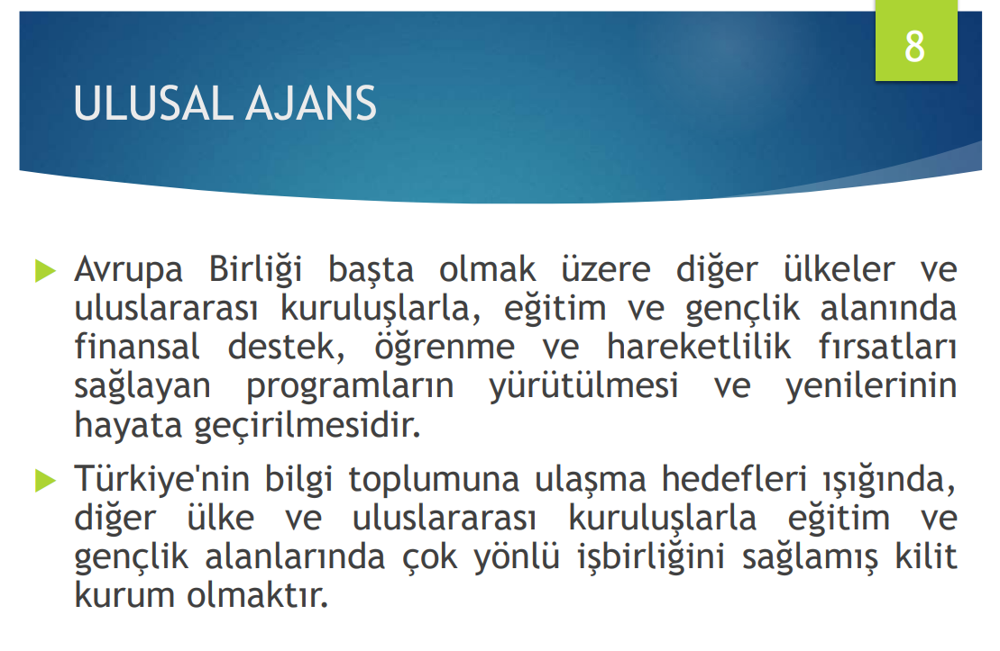 8
ULUSAL AJANS
Avrupa Birliği başta olmak üzere diğer ülkeler ve
uluslararası kuruluşlarla, eğitim ve gençlik alanında
finansal destek, öğrenme ve hareketlilik fırsatları
sağlayan programların yürütülmesi ve yenilerinin
hayata geçirilmesidir.
Türkiye'nin bilgi toplumuna ulaşma hedefleri ışığında,
diğer ülke ve uluslararası kuruluşlarla eğitim ve
gençlik alanlarında çok yönlü işbirliğini sağlamış kilit
kurum olmaktır.